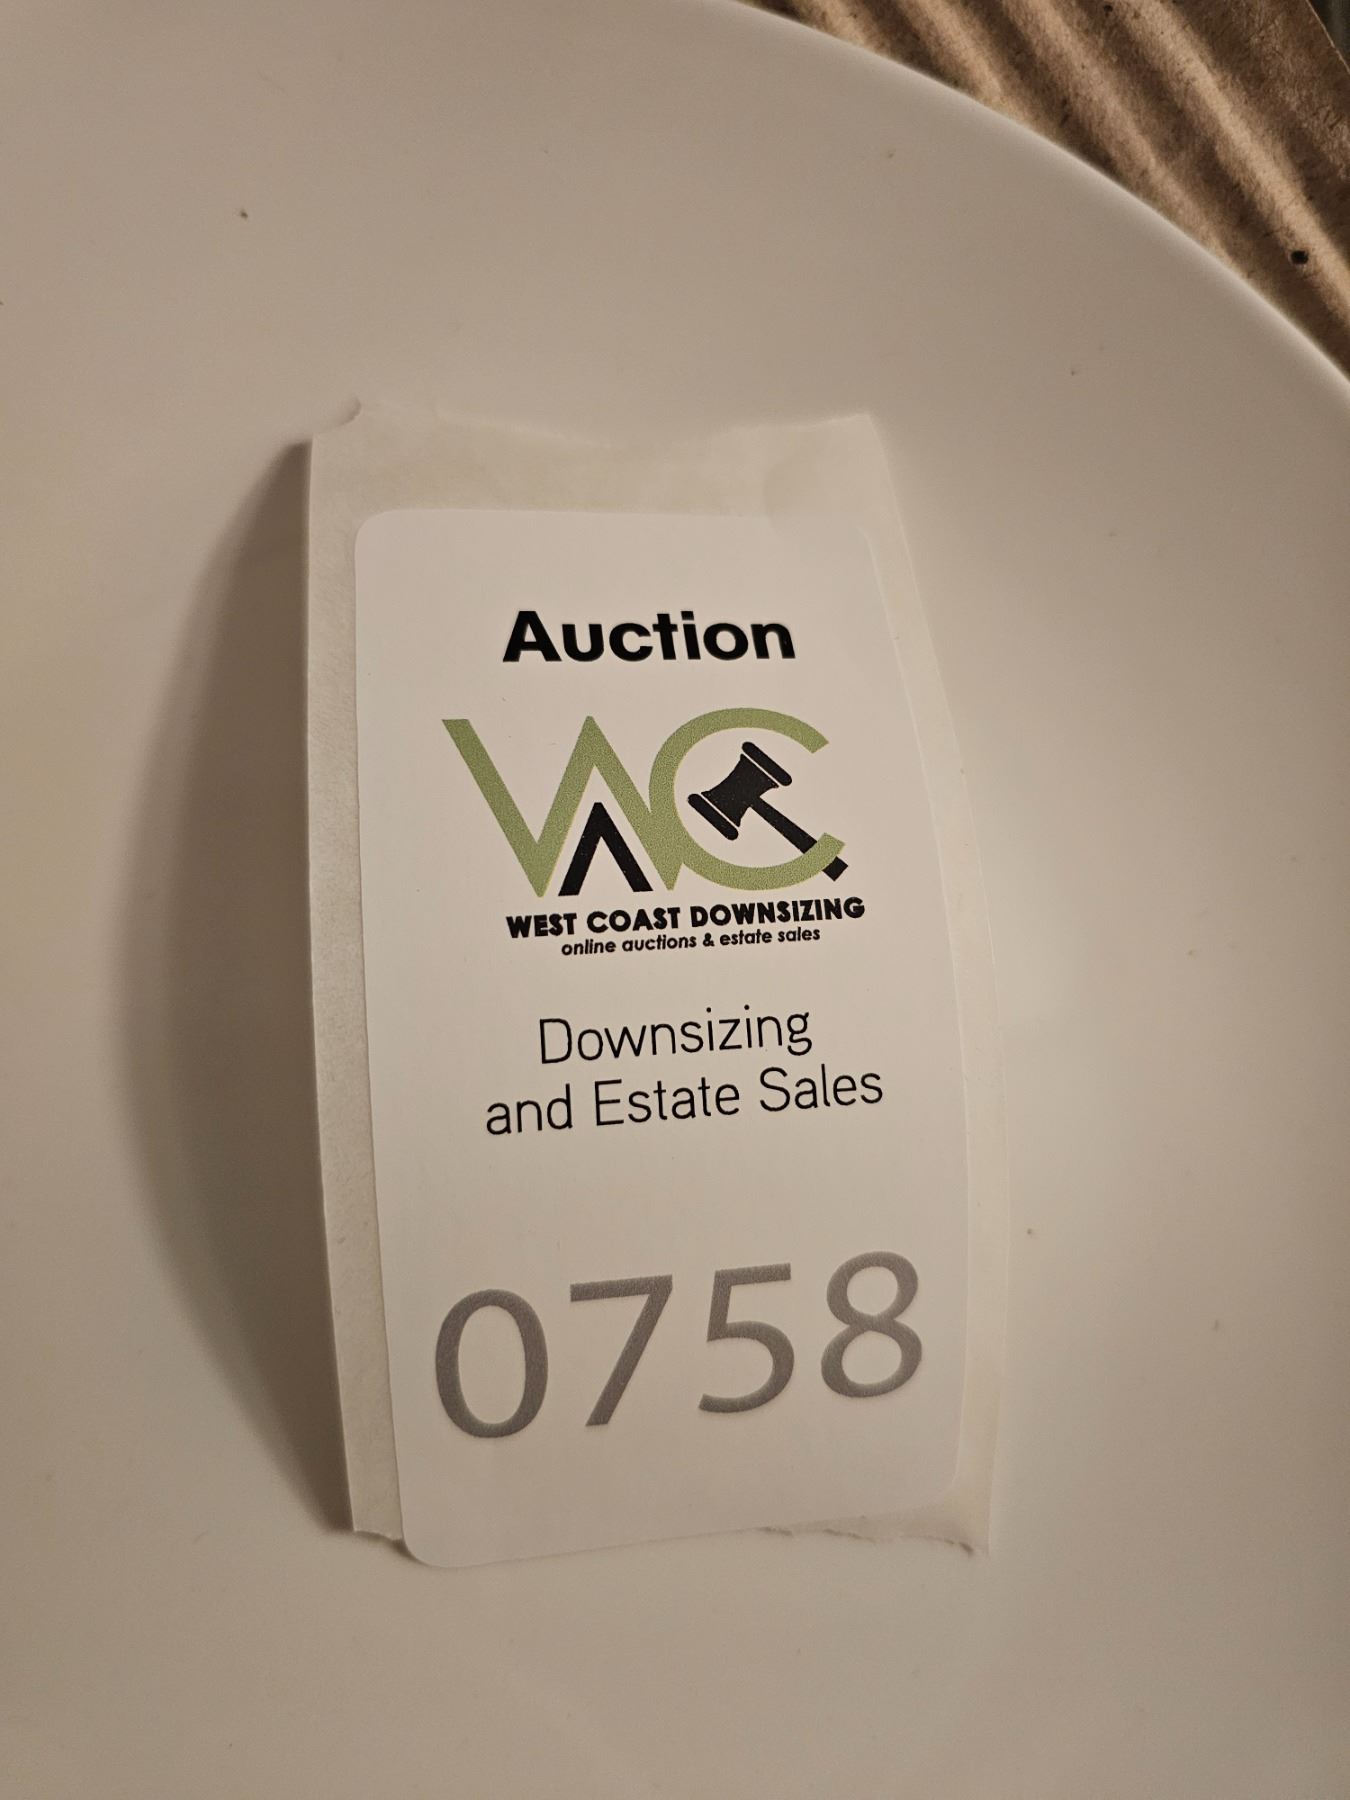 Auction
WC
WEST COAST DOWNSIZING
online auctions & estate sales
Downsizing
and Estate Sales
0758